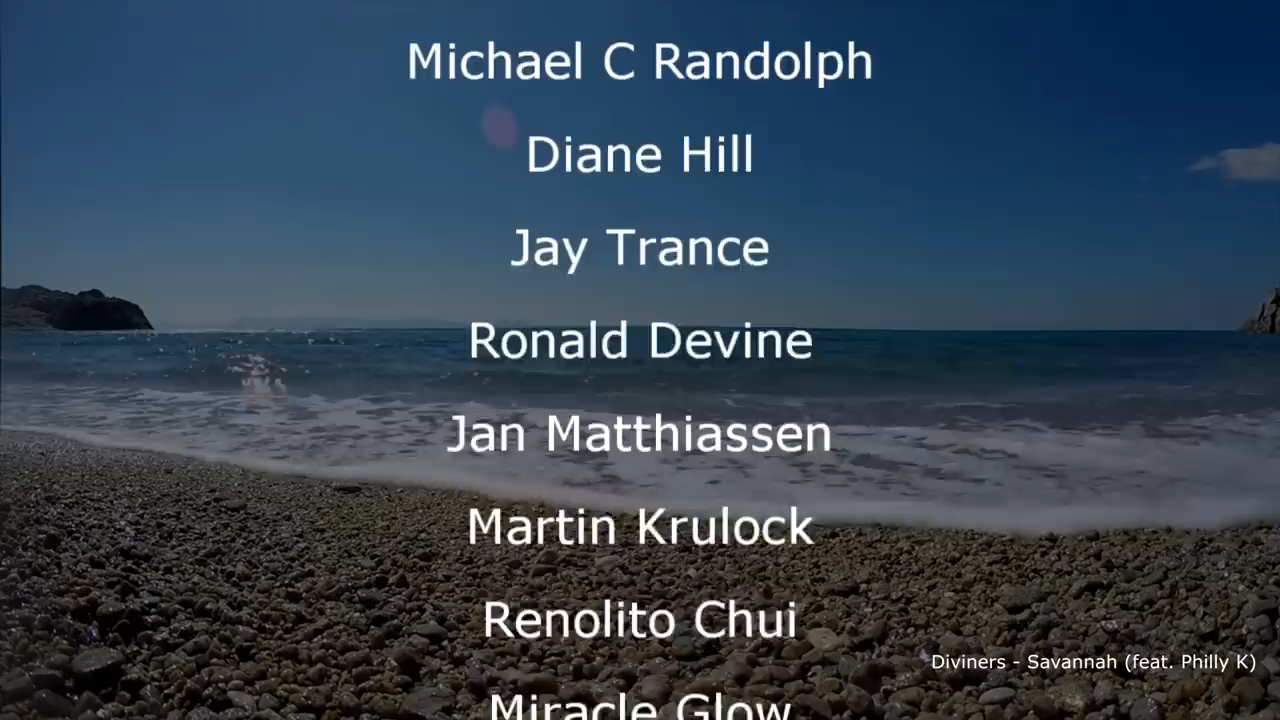 Michael C Randolph
Diane Hill
Jay Trance
Ronald Devine
Jan Matthiassen
Martin Krulock
Renolito Chui
Diviners - Savannah (feat. Philly K)
Miracle Glow